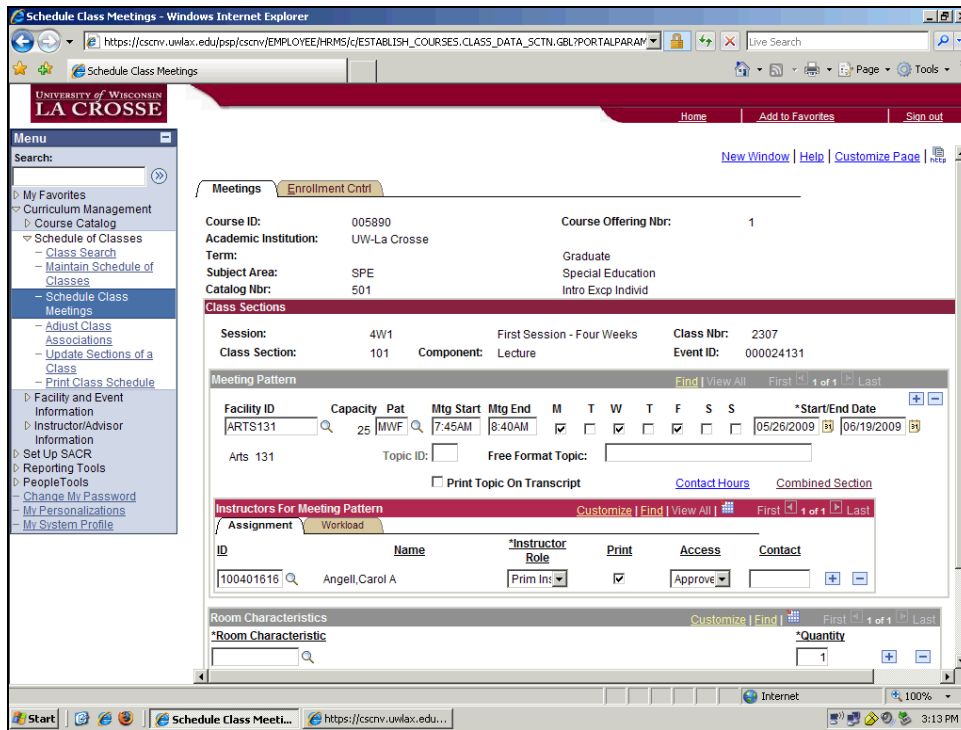 Schedule Class Meetings - Windows Internet Explorer
https://cscnv.uwlax.edu/psp/cscnv/EMPLOYEE/HRMS/c/ESTABLISH_COURSES.CLASS_DATA_SCTN.GBL?PORTALPARAM Live Search
Schedule Class Meetings Page Tools
UNIVERSITY of WISCONSIN
LA CROSSE
Home Add to Favorites Sign out
Menu
Search:
My Favorites
Curriculum Management
Course Catalog
Schedule of Classes
Class Search
Maintain Schedule of
Classes
Schedule Class
Meetings
Adjust Class
Associations
Update Sections of a
Class
Print Class Schedule
Facility and Event
Information
Instructor/Advisor
Information
Set Up SACR
Reporting Tools
PeopleTools
Change My Password
My Personalizations
My System Profile
New Window | Help | Customize Page | http
Meetings Enrollment Cntrl
Course ID: 005890 Course Offering Nbr: 1
Academic Institution: UW-La Crosse
Term: Graduate
Subject Area: SPE Special Education
Catalog Nbr: 501 Intro Excp Individ
Class Sections
Session: 4W1 First Session - Four Weeks Class Nbr: 2307
Class Section: 101 Component: Lecture Event ID: 000024131
Meeting Pattern Find | View All First 1 of 1 Last
Facility ID Capacity Pat Mtg Start Mtg End M T W T F S S *Start/End Date
ARTS131 25 MWF 7:45AM 8:40AM 05/26/2009 06/19/2009
Arts 131 Topic ID: Free Format Topic:
Print Topic On Transcript Contact Hours Combined Section
Instructors For Meeting Pattern Customize | Find | View All | First 1 of 1 Last
Assignment Workload
ID Name *Instructor Role Print Access Contact
100401616 Angell,Carol A Prim Ins Approve
Room Characteristics Customize | Find | First 1 of 1 Last
*Room Characteristic *Quantity
1
Internet 100%
Start Schedule Class Meeti... https://cscnv.uwlax.edu... 3:13 PM